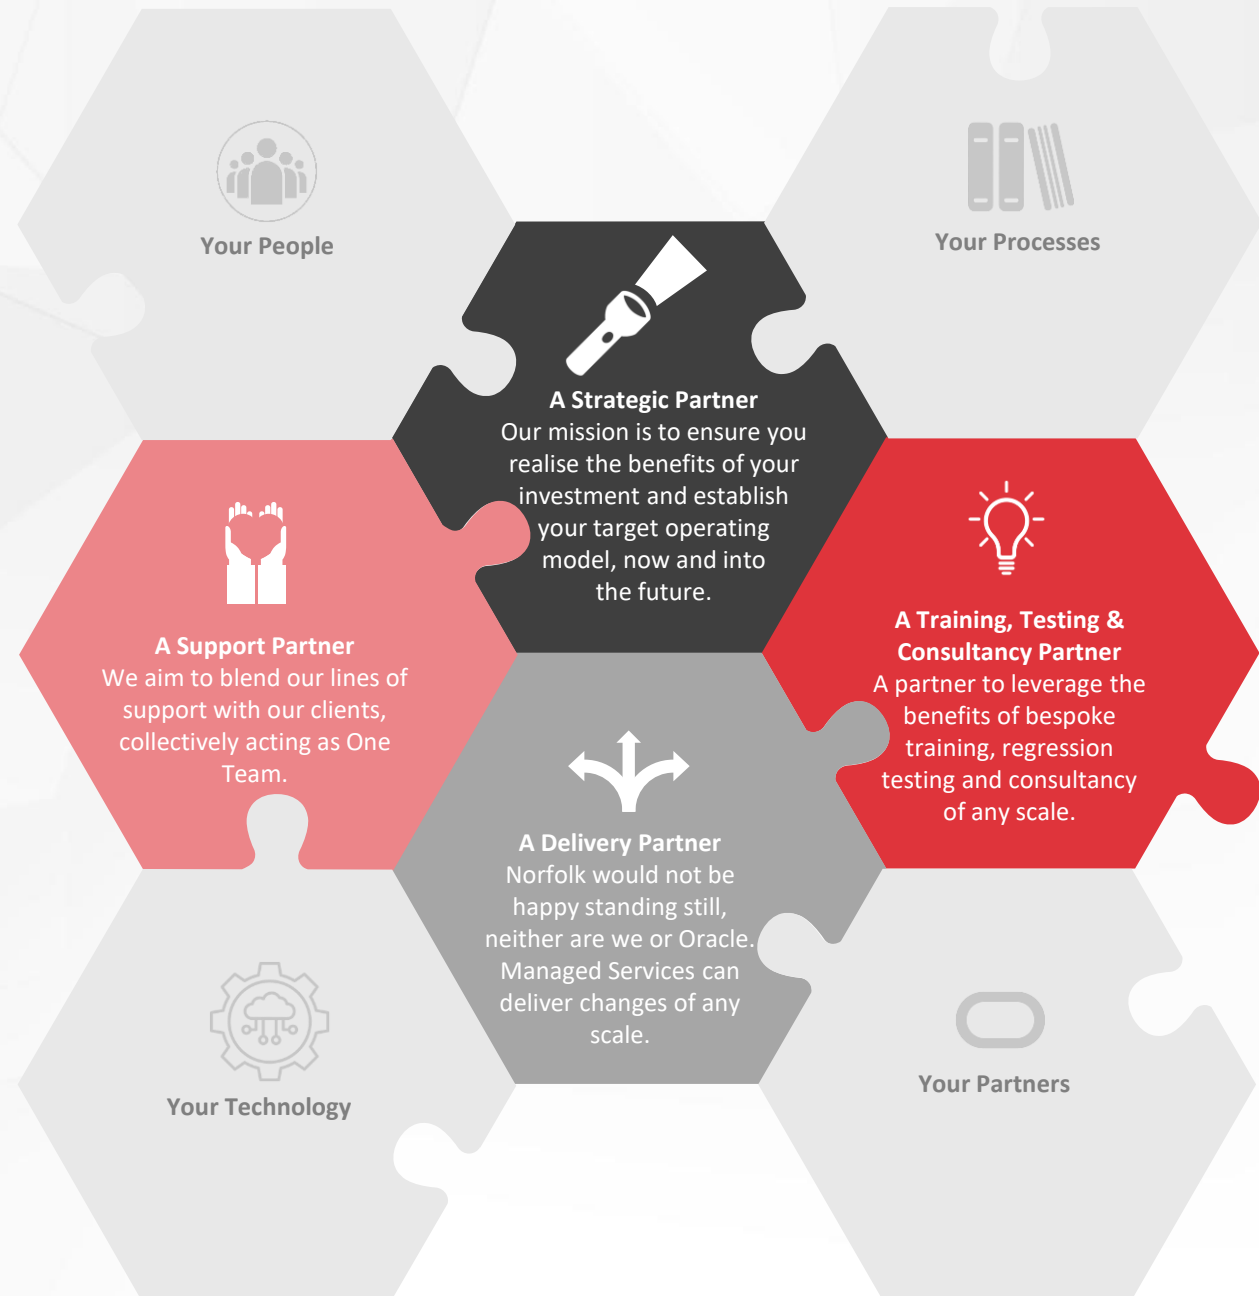 Your People
Your Processes
A Strategic Partner
Our mission is to ensure you
realise the benefits of your
investment and establish
your target operating
model, now and into
the future.
A Support Partner
We aim to blend our lines of
support with our clients,
collectively acting as One
Team.
A Training, Testing &
Consultancy Partner
A partner to leverage the
benefits of bespoke
training, regression
testing and consultancy
of any scale.
A Delivery Partner
Norfolk would not be
happy standing still,
neither are we or Oracle.
Managed Services can
deliver changes of any
scale.
Your Technology
Your Partners